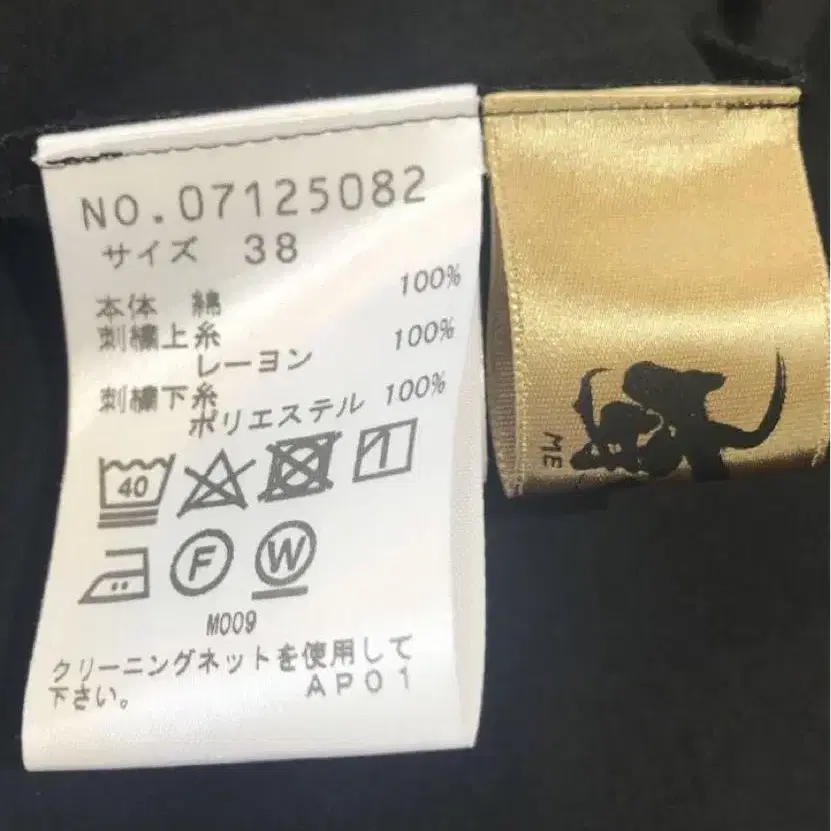 NO.07125082
サイズ 38
本体 綿 100%
刺繍上糸
レーヨン 100%
刺繍下糸
ポリエステル 100%
40
F W
M009
クリーニングネットを使用して
下さい。 AP01
ME